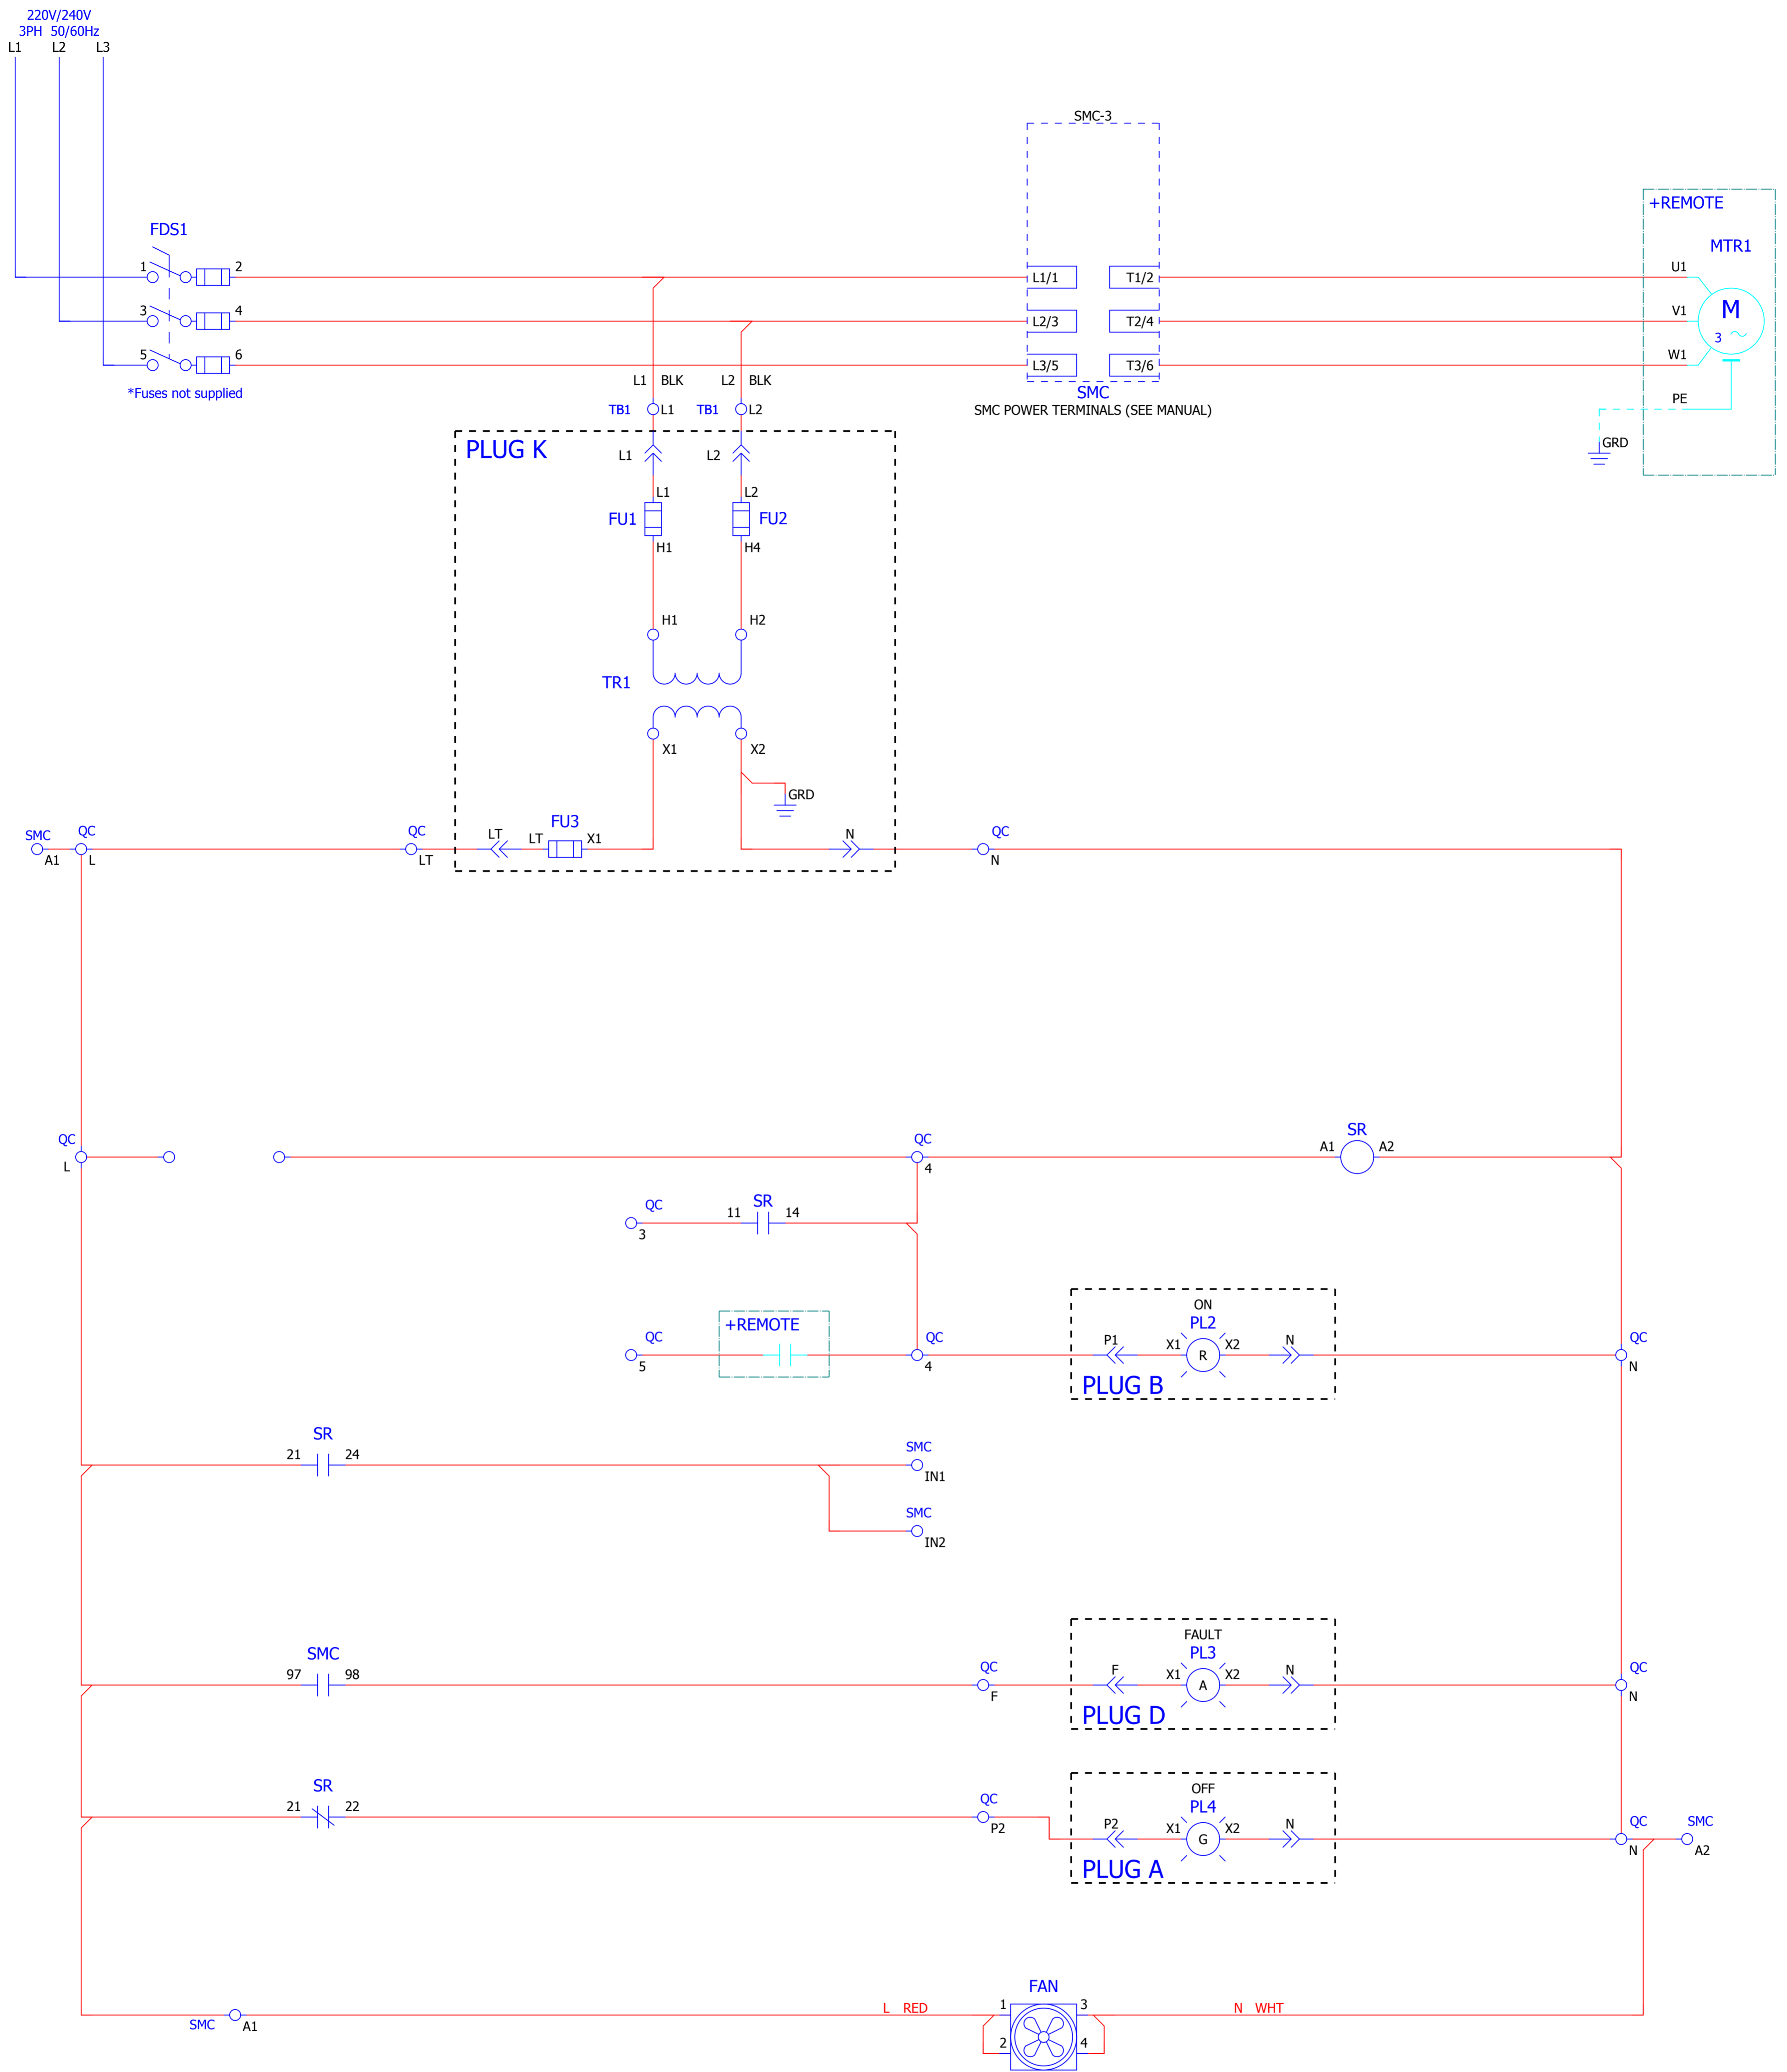 220V/240V
3PH 50/60Hz
L1 L2 L3
SMC-3
+REMOTE
MTR1
FDS1
1 2
L1/1 T1/2
U1
3 4
L2/3 T2/4
V1
M
3
5 6
L3/5 T3/6
W1
*Fuses not supplied
L1 BLK L2 BLK
SMC
SMC POWER TERMINALS (SEE MANUAL)
PE
TB1 L1 TB1 L2
GRD
PLUG K
L1 L2
L1 L2
FU1 FU2
H1 H4
H1 H2
TR1
X1 X2
GRD
SMC QC QC
FU3
QC
LT LT X1 N
A1 L LT N
QC QC SR
A1 A2
L 4
QC SR
11 14
3
ON
+REMOTE
PL2
QC QC P1 X1 X2 N QC
R
5 4 N
PLUG B
SR
21 24
SMC
IN1
SMC
IN2
FAULT
SMC
PL3
97 98
QC F X1 X2 N QC
A
F N
PLUG D
SR
OFF
21 22
QC
PL4
P2 P2 X1 X2 N QC SMC
G
N A2
PLUG A
FAN
1 3
L RED N WHT
SMC A1
2 4